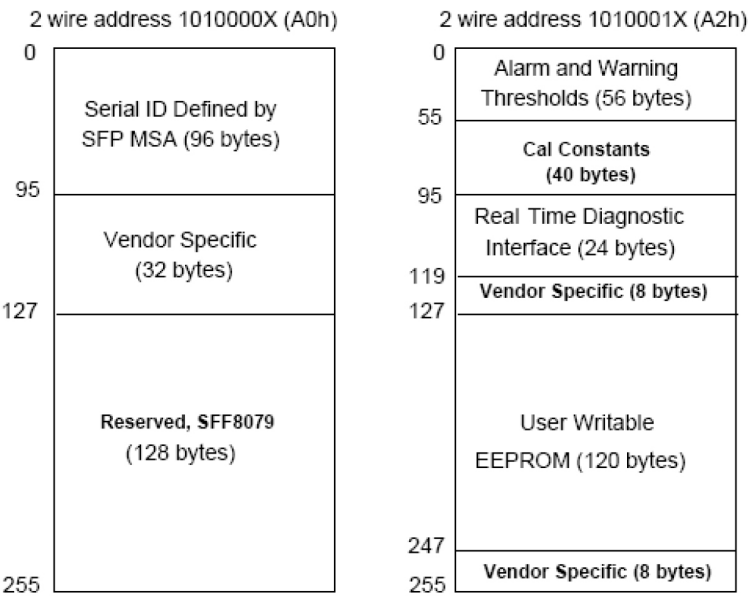 2 wire address 1010000X (A0h)
0
Serial ID Defined by
SFP MSA (96 bytes)
95
Vendor Specific
(32 bytes)
127
Reserved, SFF8079
(128 bytes)
255
2 wire address 1010001X (A2h)
0
Alarm and Warning
Thresholds (56 bytes)
55
Cal Constants
(40 bytes)
95
Real Time Diagnostic
Interface (24 bytes)
119
Vendor Specific (8 bytes)
127
User Writable
EEPROM (120 bytes)
247
Vendor Specific (8 bytes)
255